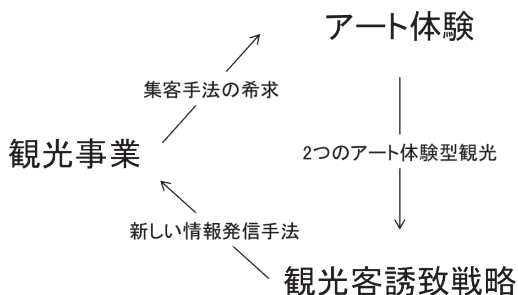 アート体験
集客手法の希求
観光事業
2つのアート体験型観光
新しい情報発信手法
観光客誘致戦略